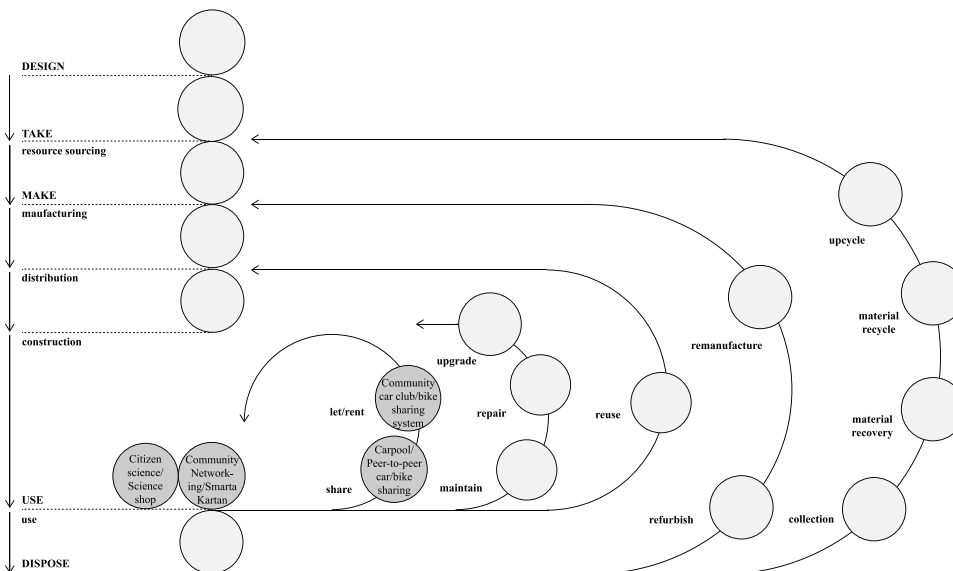 DESIGN
TAKE
resource sourcing
MAKE
maufacturing
upcycle
distribution
material
recycle
construction
remanufacture
upgrade
Community
car club/bike
sharing
system
let/rent
repair
reuse
material
recovery
Citizen
science/
Science
shop
Community
Network-
ing/Smarta
Kartan
Carpool/
Peer-to-peer
car/bike
sharing
share
maintain
USE
use
refurbish
collection
DISPOSE